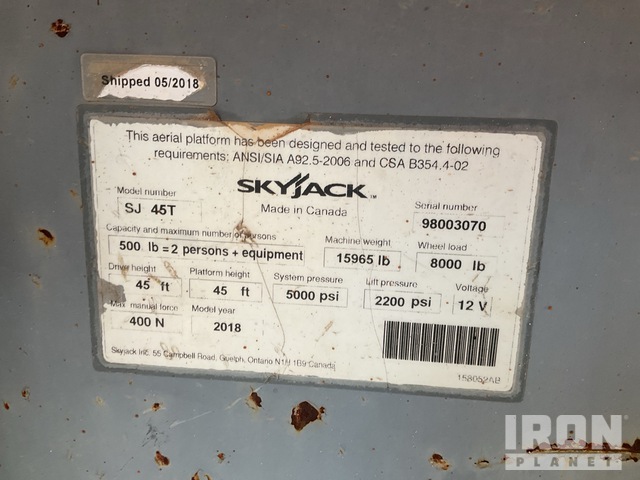 Shipped 05/2018
This aerial platform has been designed and tested to the following
requirements: ANSI/SIA A92.5-2006 and CSA B354.4-02
SKYJACK™
Made in Canada
Model number
SJ 45T
Serial number
98003070
Capacity and maximum number of persons
500 lb = 2 persons + equipment
Machine weight
15965 lb
Wheel load
8000 lb
Driver height
45 ft
Platform height
45 ft
System pressure
5000 psi
Lift pressure
2200 psi
Voltage
12 V
Max. manual force
400 N
Model year
2018
Skyjack Inc. 55 Campbell Road, Guelph, Ontario N1H 1B9 Canada
158052AB
IRON
PLANET